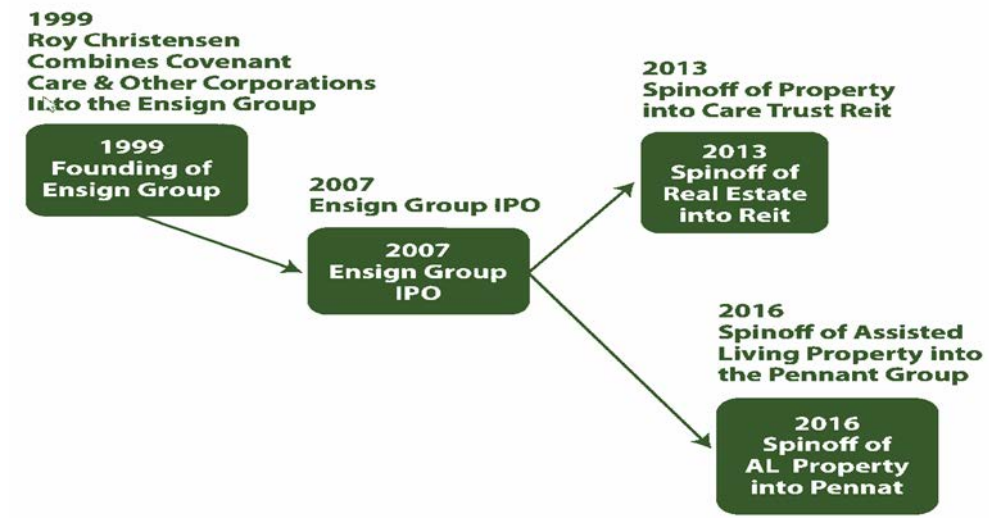 1999
Roy Christensen
Combines Covenant
Care & Other Corporations
Into the Ensign Group
1999
Founding of
Ensign Group
2007
Ensign Group IPO
2007
Ensign Group
IPO
2013
Spinoff of Property
into Care Trust Reit
2013
Spinoff of
Real Estate
into Reit
2016
Spinoff of Assisted
Living Property into
the Pennant Group
2016
Spinoff of
AL Property
into Pennat